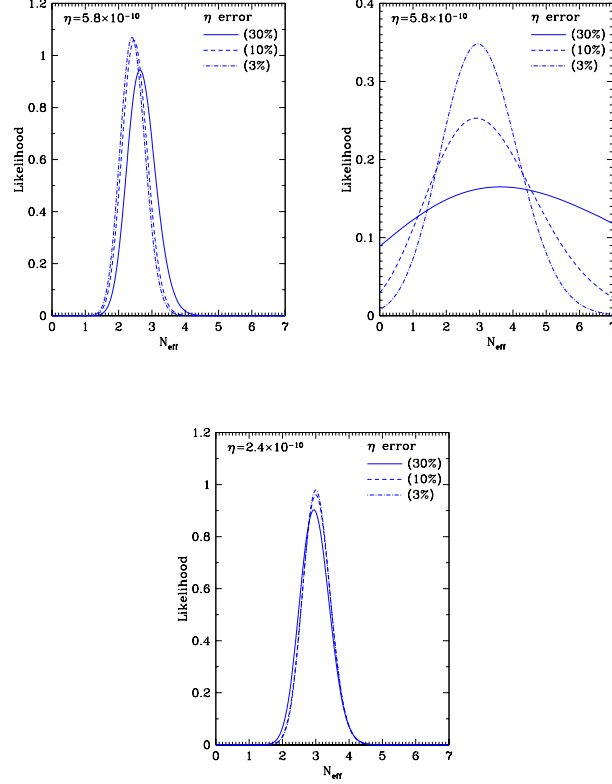 η=5.8×10⁻¹⁰
η error
(30%)
(10%)
(3%)
Likelihood
1.2
1
0.8
0.6
0.4
0.2
0
0 1 2 3 4 5 6 7
N_eff
η=5.8×10⁻¹⁰
η error
(30%)
(10%)
(3%)
Likelihood
0.4
0.3
0.2
0.1
0
0 1 2 3 4 5 6 7
N_eff
η=2.4×10⁻¹⁰
η error
(30%)
(10%)
(3%)
Likelihood
1.2
1
0.8
0.6
0.4
0.2
0
0 1 2 3 4 5 6 7
N_eff